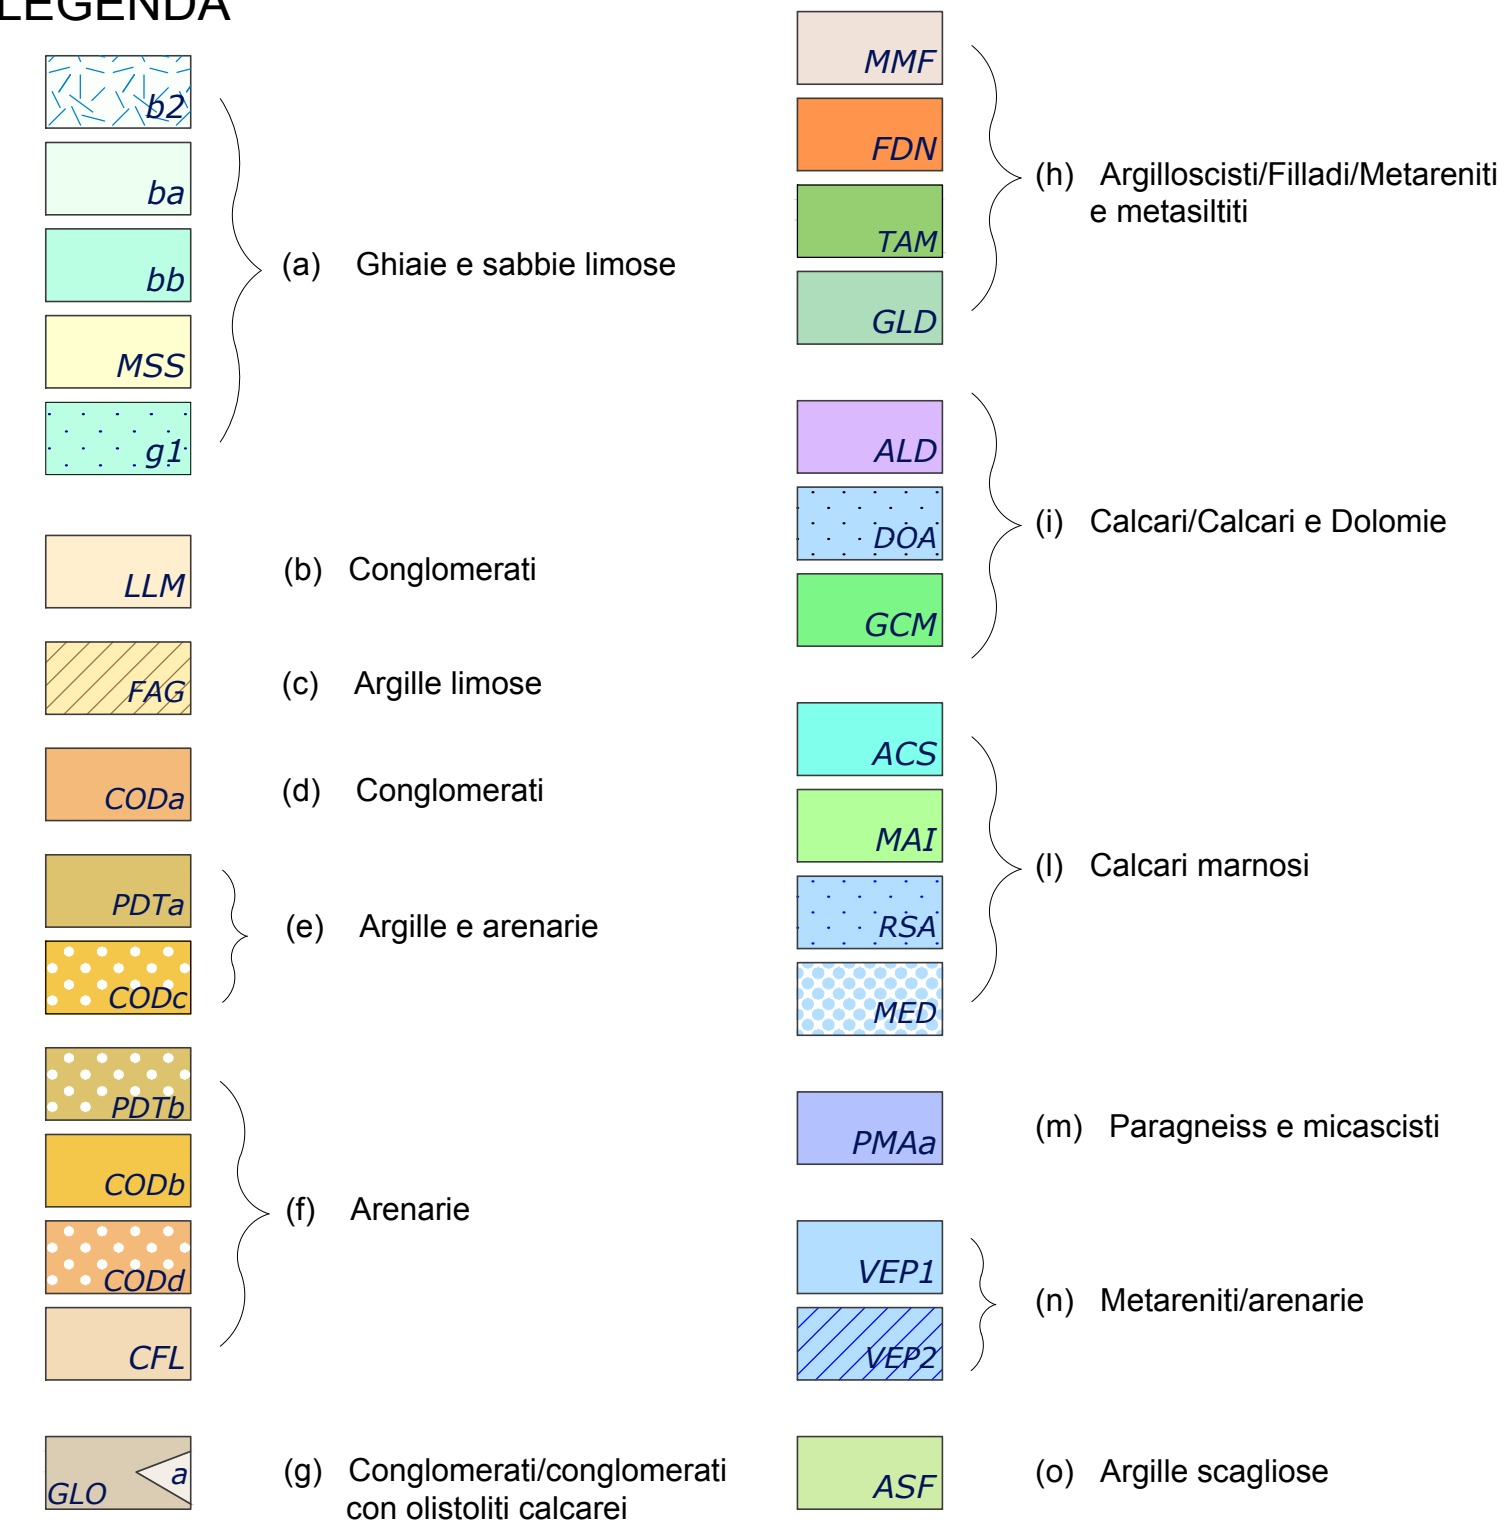 LEGENDA
b2
ba
bb
MSS
g1
(a) Ghiaie e sabbie limose
LLM
(b) Conglomerati
FAG
(c) Argille limose
CODa
(d) Conglomerati
PDTa
CODc
(e) Argille e arenarie
PDTb
CODb
CODd
CFL
(f) Arenarie
GLO
a
(g) Conglomerati/conglomerati
con olistoliti calcarei
MMF
FDN
TAM
GLD
(h) Argilloscisti/Filladi/Metareniti
e metasiltiti
ALD
DOA
GCM
(i) Calcari/Calcari e Dolomie
ACS
MAI
RSA
MED
(l) Calcari marnosi
PMAa
(m) Paragneiss e micascisti
VEP1
VEP2
(n) Metareniti/arenarie
ASF
(o) Argille scagliose